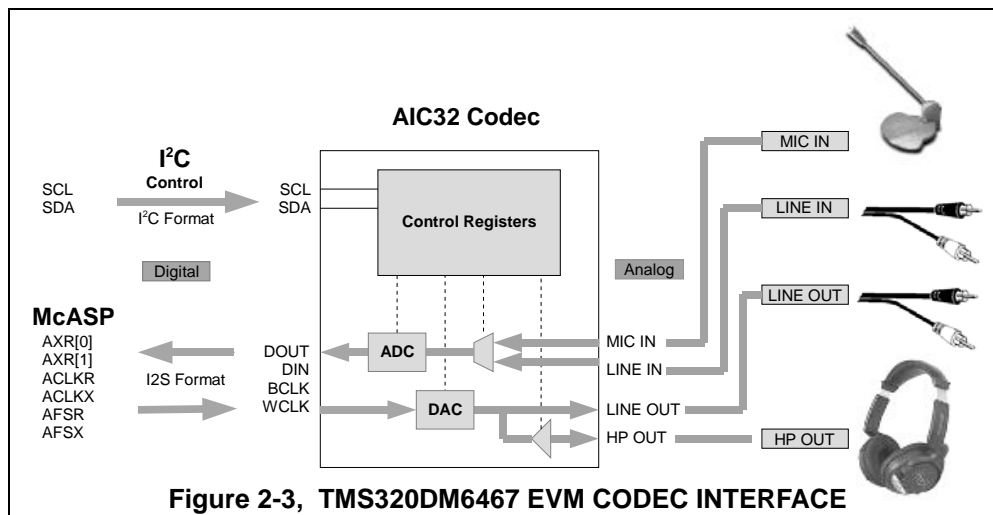 AIC32 Codec
I²C
Control
SCL
SDA
I²C Format
SCL
SDA
Control Registers
Digital
Analog
MIC IN
LINE IN
LINE OUT
HP OUT
McASP
AXR[0]
AXR[1]
ACLKR
ACLKX
AFSR
AFSX
I2S Format
DOUT
DIN
BCLK
WCLK
ADC
DAC
MIC IN
LINE IN
LINE OUT
HP OUT
Figure 2-3, TMS320DM6467 EVM CODEC INTERFACE